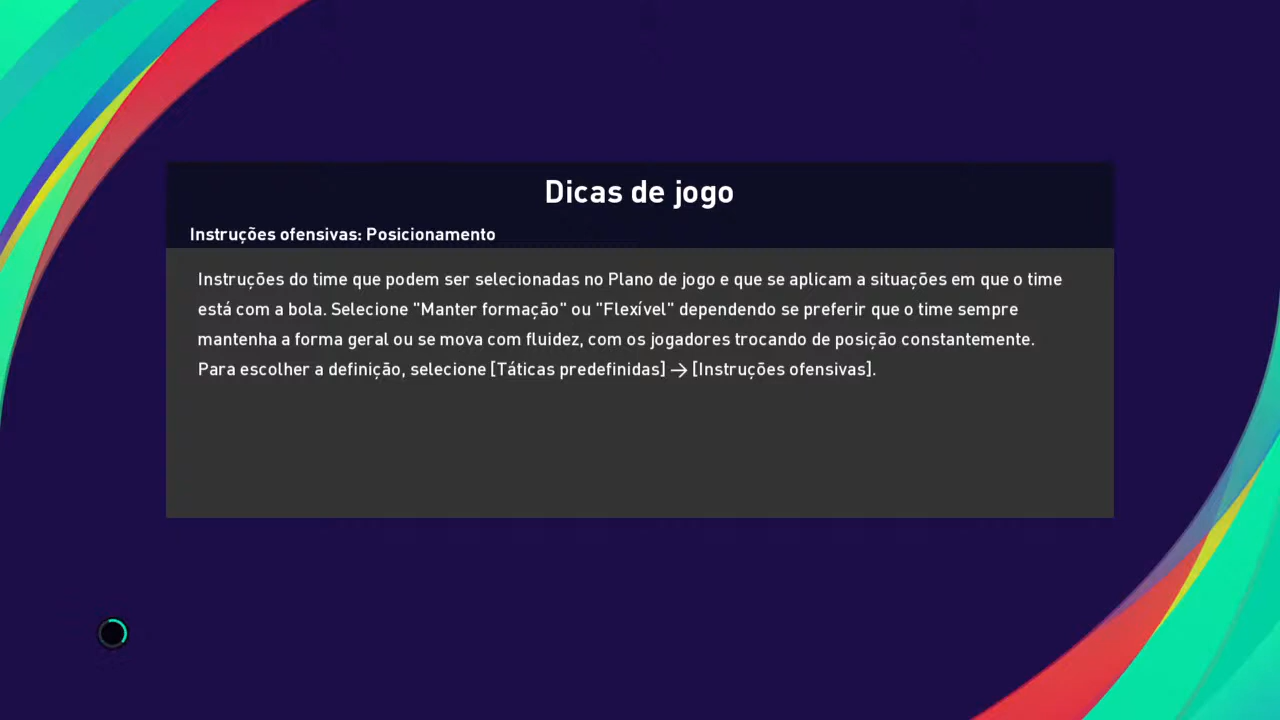 Dicas de jogo
Instruções ofensivas: Posicionamento
Instruções do time que podem ser selecionadas no Plano de jogo e que se aplicam a situações em que o time
está com a bola. Selecione "Manter formação" ou "Flexível" dependendo se preferir que o time sempre
mantenha a forma geral ou se mova com fluidez, com os jogadores trocando de posição constantemente.
Para escolher a definição, selecione [Táticas predefinidas] → [Instruções ofensivas].